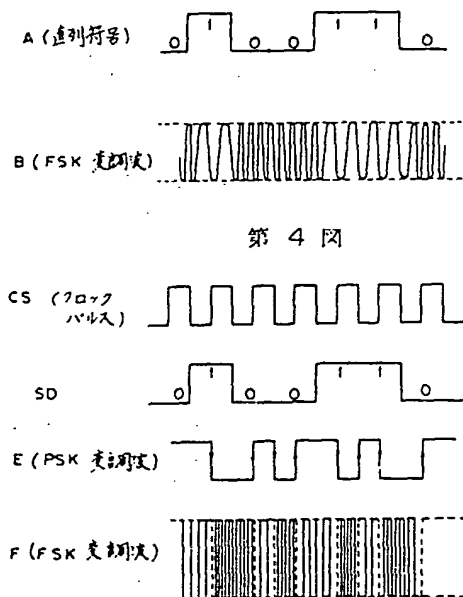 A (直列符号)
0 1 0 0 1 1 0
B (FSK 変調波)
第 4 図
CS (クロック
パルス)
SD
0 1 0 0 1 1 0
E (PSK 変調波)
F (FSK 変調波)